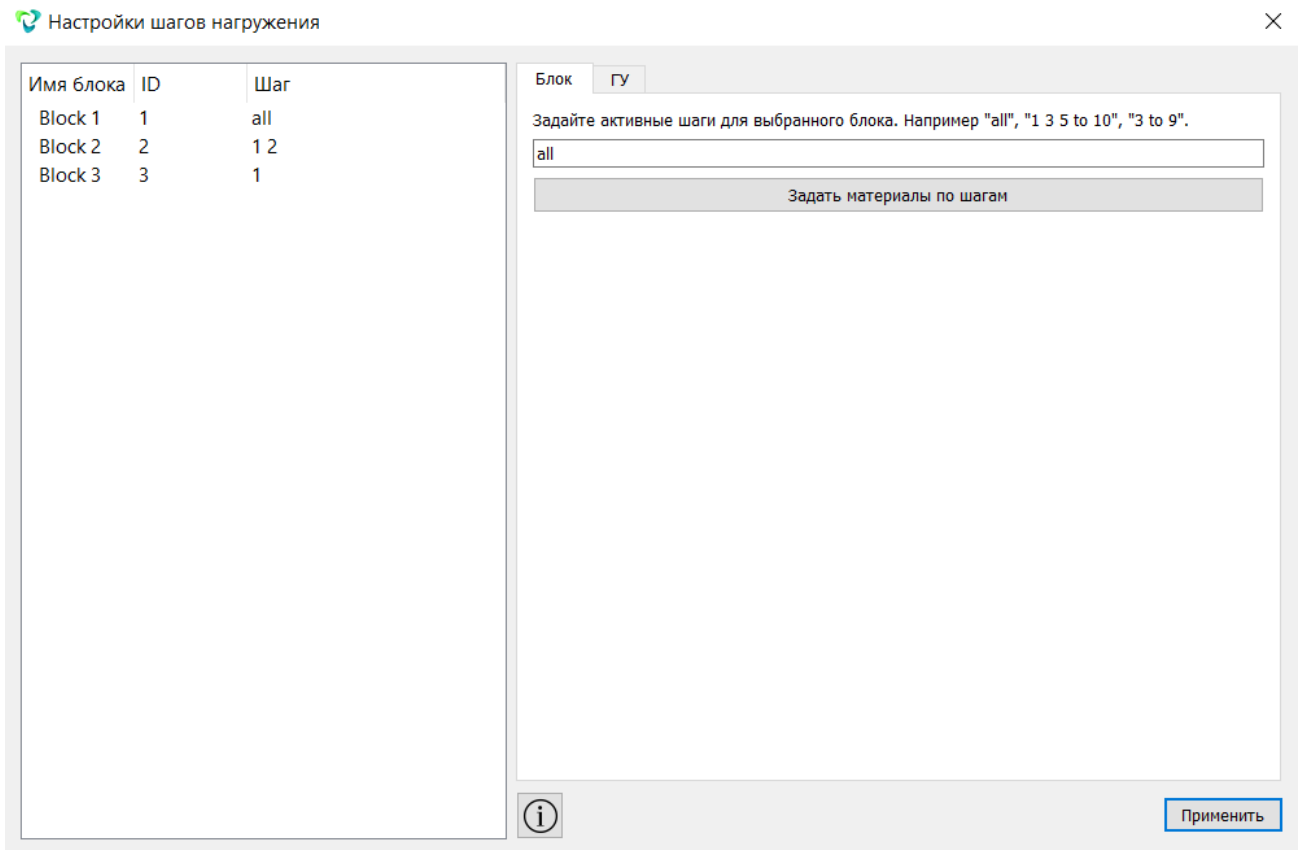 Настройки шагов нагружения
Имя блока ID Шаг
Block 1 1 all
Block 2 2 1 2
Block 3 3 1
Блок ГУ
Задайте активные шаги для выбранного блока. Например "all", "1 3 5 to 10", "3 to 9".
all
Задать материалы по шагам
Применить